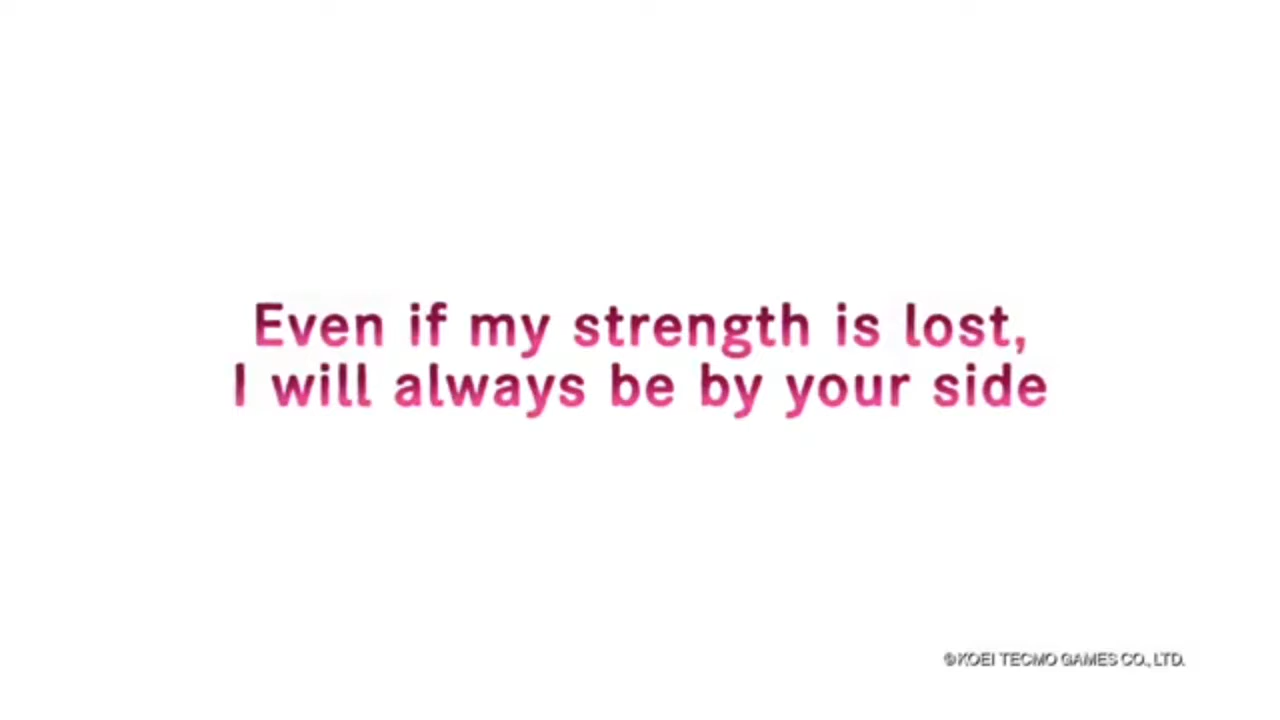 Even if my strength is lost,
I will always be by your side
©KOEI TECMO GAMES CO., LTD.